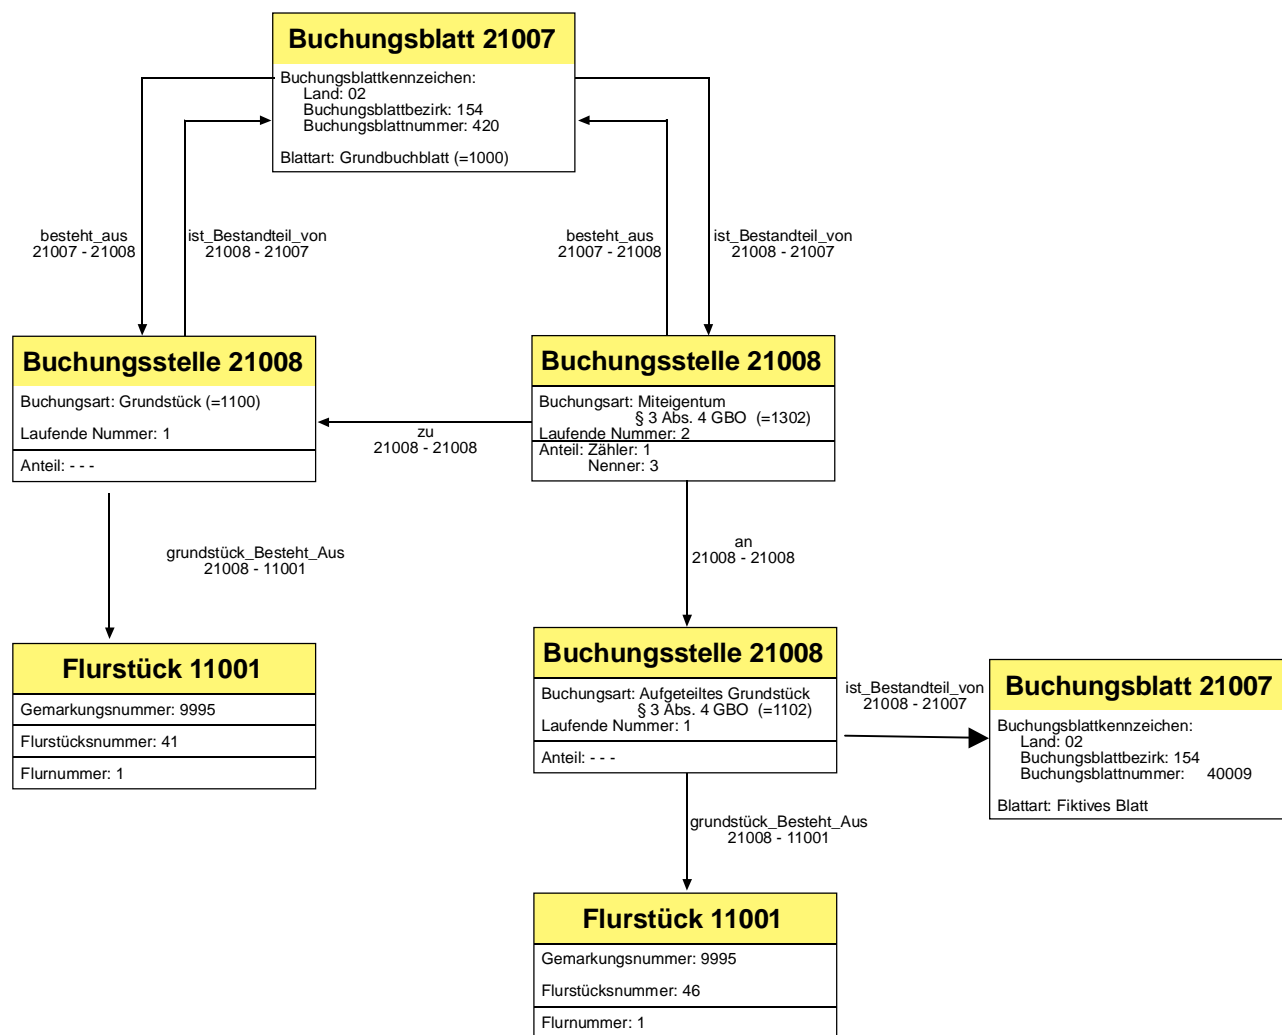 Buchungsblatt 21007
Buchungsblattkennzeichen:
Land: 02
Buchungsblattbezirk: 154
Buchungsblattnummer: 420
Blattart: Grundbuchblatt (=1000)
besteht_aus
21007 - 21008
ist_Bestandteil_von
21008 - 21007
besteht_aus
21007 - 21008
ist_Bestandteil_von
21008 - 21007
Buchungsstelle 21008
Buchungsart: Grundstück (=1100)
Laufende Nummer: 1
Anteil: - - -
zu
21008 - 21008
Buchungsstelle 21008
Buchungsart: Miteigentum
§ 3 Abs. 4 GBO (=1302)
Laufende Nummer: 2
Anteil: Zähler: 1
Nenner: 3
grundstück_Besteht_Aus
21008 - 11001
an
21008 - 21008
Flurstück 11001
Gemarkungsnummer: 9995
Flurstücksnummer: 41
Flurnummer: 1
Buchungsstelle 21008
Buchungsart: Aufgeteiltes Grundstück
§ 3 Abs. 4 GBO (=1102)
Laufende Nummer: 1
Anteil: - - -
ist_Bestandteil_von
21008 - 21007
Buchungsblatt 21007
Buchungsblattkennzeichen:
Land: 02
Buchungsblattbezirk: 154
Buchungsblattnummer: 40009
Blattart: Fiktives Blatt
grundstück_Besteht_Aus
21008 - 11001
Flurstück 11001
Gemarkungsnummer: 9995
Flurstücksnummer: 46
Flurnummer: 1